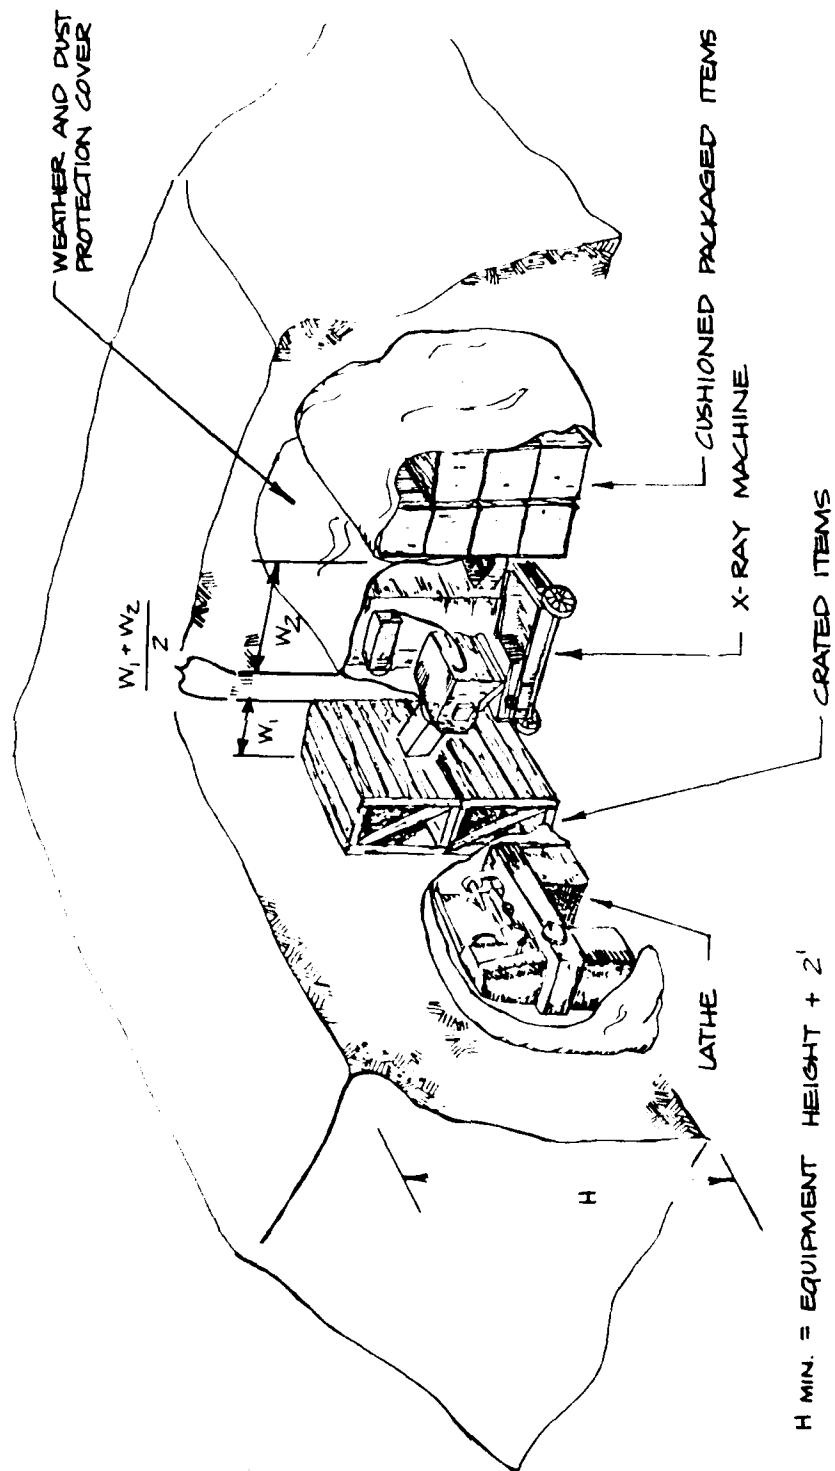 WEATHER AND DUST
PROTECTION COVER
W₁ + W₂
2
W₁
W₂
H
LATHE
CRATED ITEMS
X-RAY MACHINE
CUSHIONED PACKAGED ITEMS
H MIN. = EQUIPMENT HEIGHT + 2'